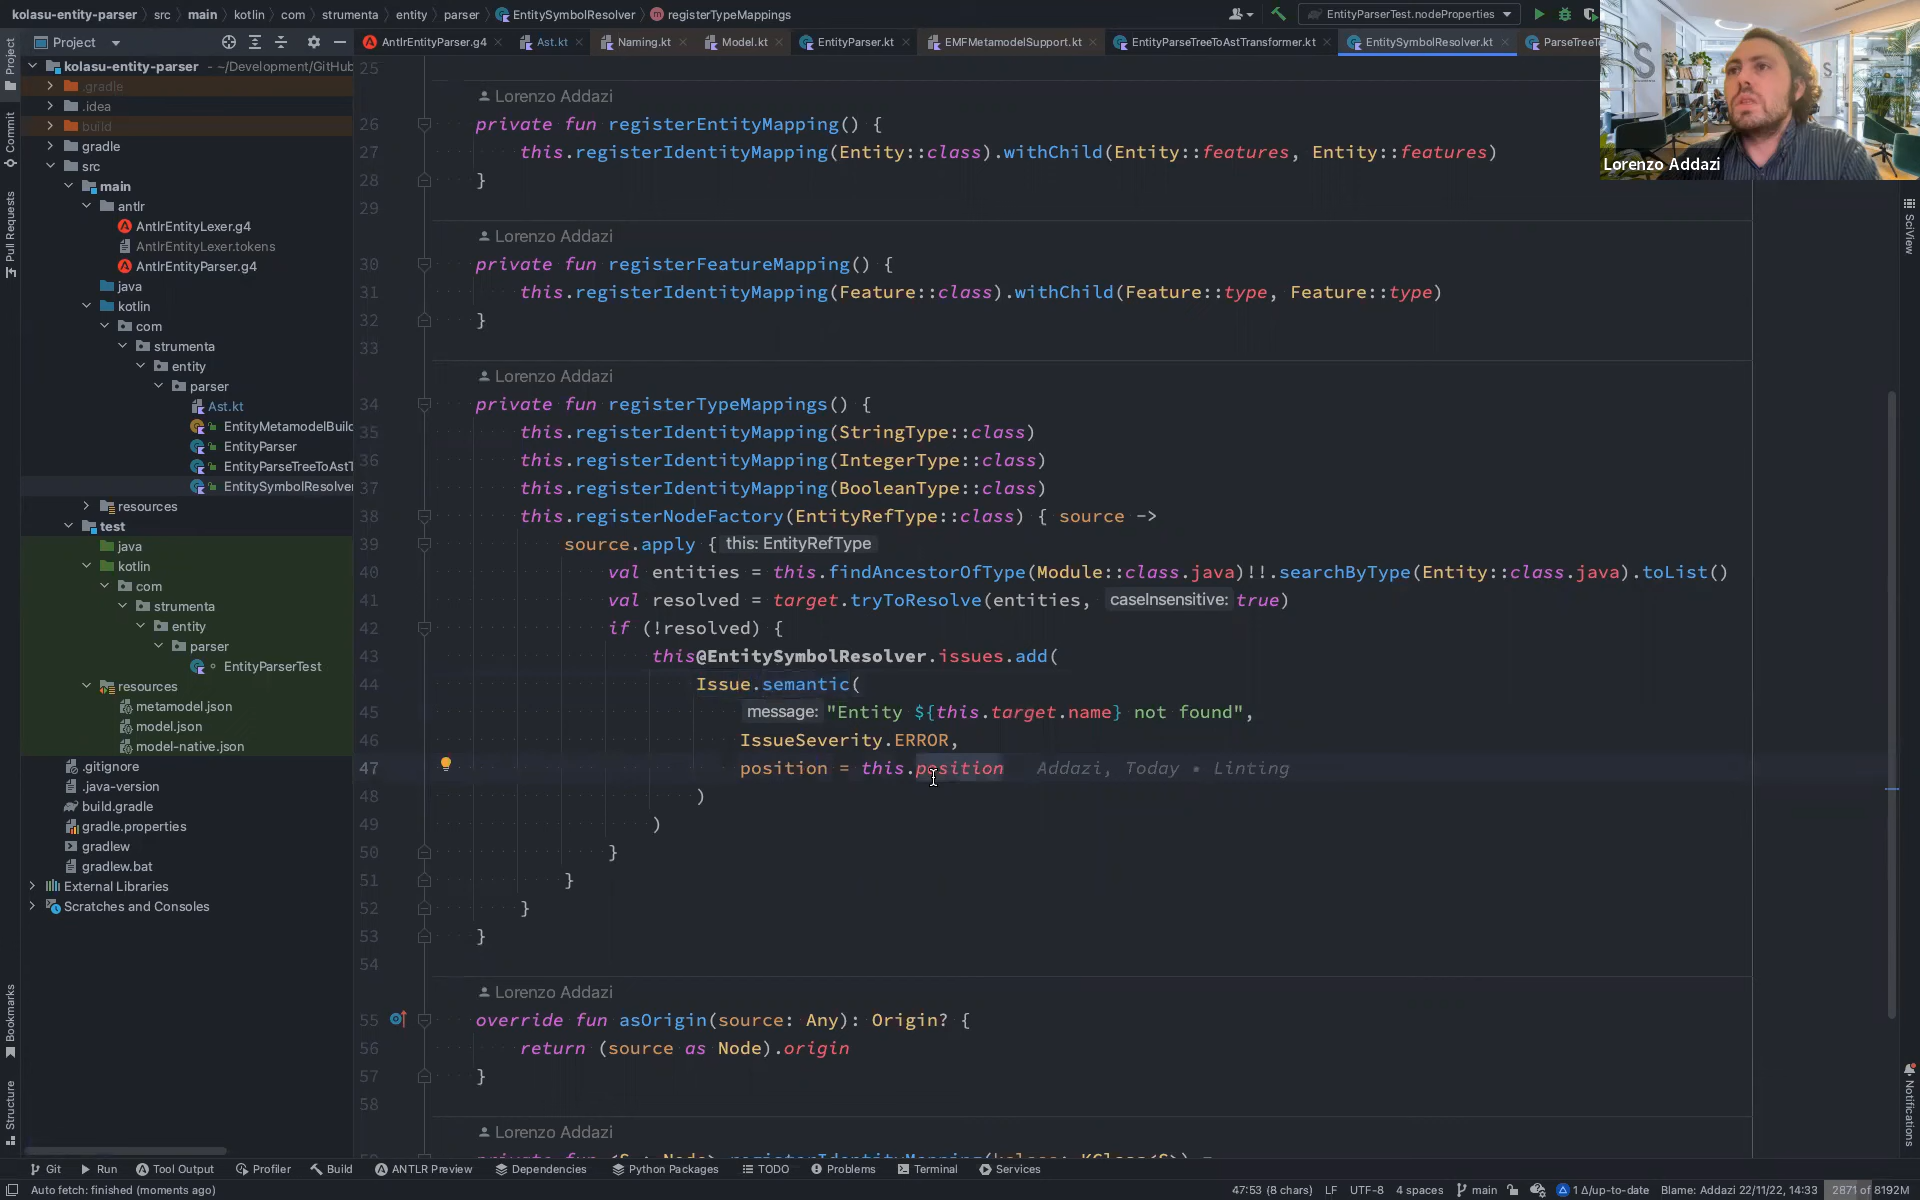 kolasu-entity-parser › src › main › kotlin › com › strumenta › entity › parser › EntitySymbolResolver › registerTypeMappings
EntityParserTest.nodeProperties
Project
AntlrEntityParser.g4
Ast.kt
Naming.kt
Model.kt
EntityParser.kt
EMFMetamodelSupport.kt
EntityParseTreeToAstTransformer.kt
EntitySymbolResolver.kt
ParseTreeTo
Lorenzo Addazi
Project
Commit
Pull Requests
Bookmarks
Structure
SciView
Notifications
kolasu-entity-parser - ~/Development/GitHub
.gradle
.idea
build
gradle
src
main
antlr
AntlrEntityLexer.g4
AntlrEntityLexer.tokens
AntlrEntityParser.g4
java
kotlin
com
strumenta
entity
parser
Ast.kt
EntityMetamodelBuild
EntityParser
EntityParseTreeToAstT
EntitySymbolResolver
resources
test
java
kotlin
com
strumenta
entity
parser
EntityParserTest
resources
metamodel.json
model.json
model-native.json
.gitignore
.java-version
build.gradle
gradle.properties
gradlew
gradlew.bat
External Libraries
Scratches and Consoles
25
Lorenzo Addazi
26 private fun registerEntityMapping() {
27 this.registerIdentityMapping(Entity::class).withChild(Entity::features, Entity::features)
28 }
29
Lorenzo Addazi
30 private fun registerFeatureMapping() {
31 this.registerIdentityMapping(Feature::class).withChild(Feature::type, Feature::type)
32 }
33
Lorenzo Addazi
34 private fun registerTypeMappings() {
35 this.registerIdentityMapping(StringType::class)
36 this.registerIdentityMapping(IntegerType::class)
37 this.registerIdentityMapping(BooleanType::class)
38 this.registerNodeFactory(EntityRefType::class) { source ->
39 source.apply { this: EntityRefType
40 val entities = this.findAncestorOfType(Module::class.java)!!.searchByType(Entity::class.java).toList()
41 val resolved = target.tryToResolve(entities, caseInsensitive: true)
42 if (!resolved) {
43 this@EntitySymbolResolver.issues.add(
44 Issue.semantic(
45 message: "Entity ${this.target.name} not found",
46 IssueSeverity.ERROR,
47 position = this.position Addazi, Today • Linting
48 )
49 )
50 }
51 }
52 }
53 }
54
Lorenzo Addazi
55 override fun asOrigin(source: Any): Origin? {
56 return (source as Node).origin
57 }
58
Lorenzo Addazi
Git Run Tool Output Profiler Build ANTLR Preview Dependencies Python Packages TODO Problems Terminal Services
Auto fetch: finished (moments ago)
47:53 (8 chars) LF UTF-8 4 spaces main 1 Δ/up-to-date Blame: Addazi 22/11/22, 14:33 2871 of 8192M